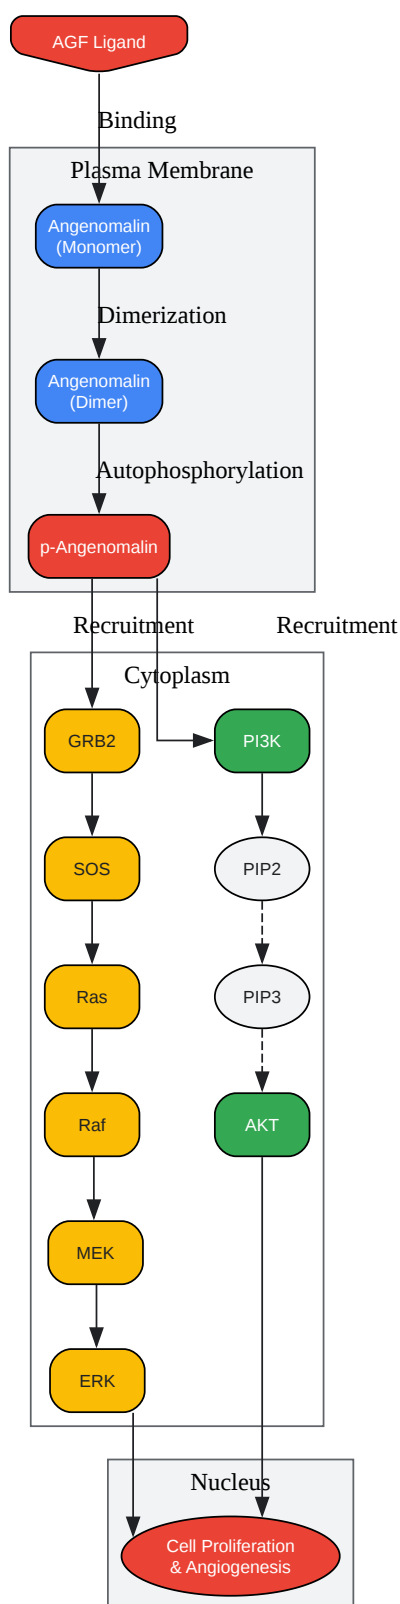 AGF Ligand
Binding
Plasma Membrane
Angenomalin
(Monomer)
Dimerization
Angenomalin
(Dimer)
Autophosphorylation
p-Angenomalin
Recruitment
Recruitment
Cytoplasm
GRB2
PI3K
SOS
PIP2
Ras
PIP3
Raf
AKT
MEK
ERK
Nucleus
Cell Proliferation
& Angiogenesis